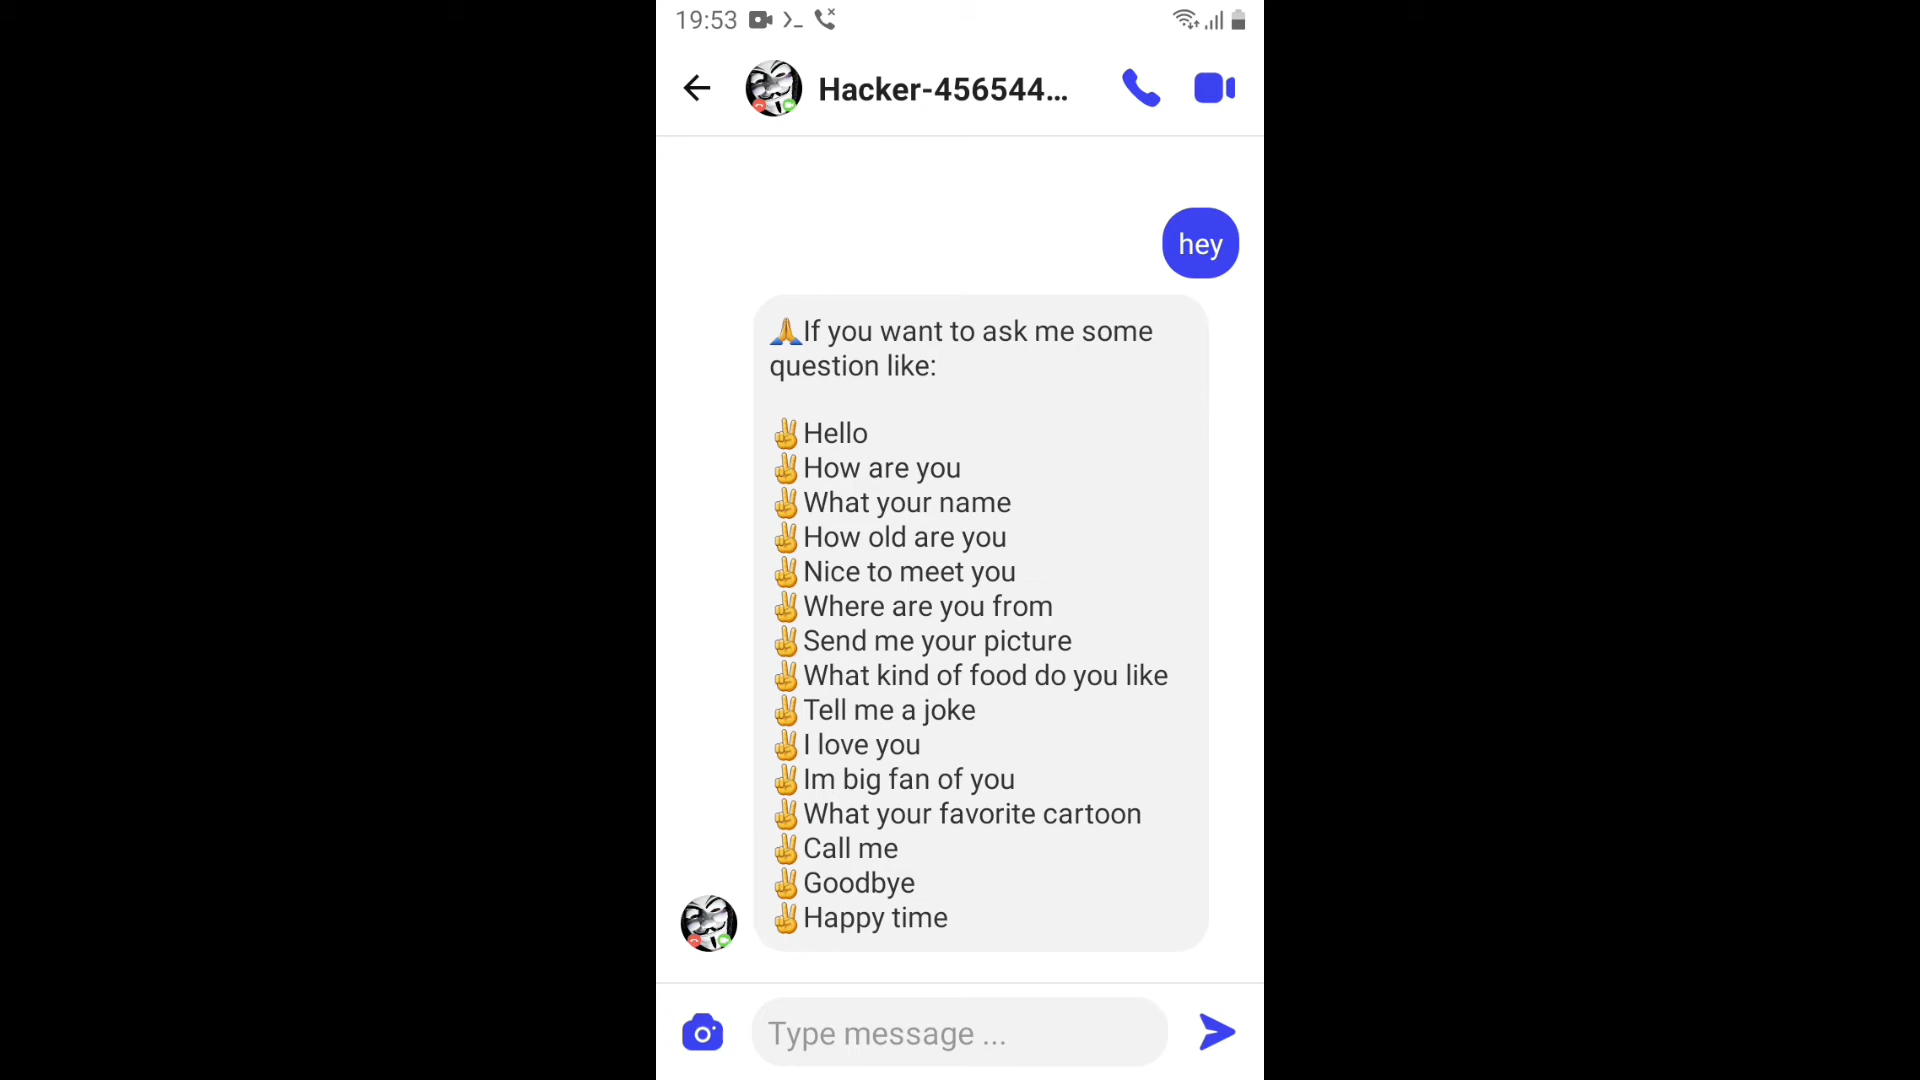 19:53
Hacker-456544...
hey
🙏If you want to ask me some
question like:
✌Hello
✌How are you
✌What your name
✌How old are you
✌Nice to meet you
✌Where are you from
✌Send me your picture
✌What kind of food do you like
✌Tell me a joke
✌I love you
✌Im big fan of you
✌What your favorite cartoon
✌Call me
✌Goodbye
✌Happy time
Type message ...